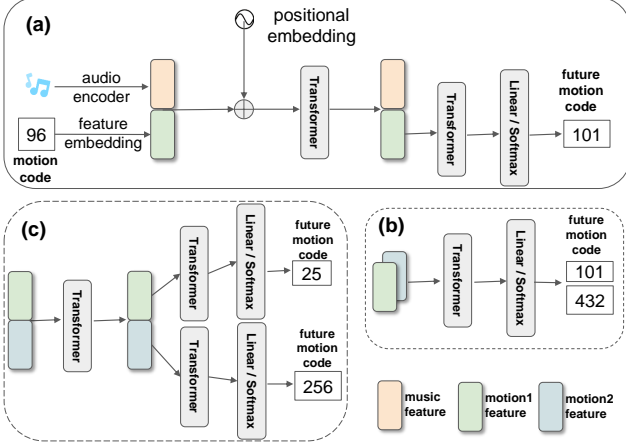 (a)
positional
embedding
audio
encoder
96
motion
code
feature
embedding
Transformer
Transformer
Linear / Softmax
future
motion
code
101
(c)
Transformer
Transformer
Linear / Softmax
future
motion
code
25
Transformer
Linear / Softmax
future
motion
code
256
(b)
Transformer
Linear / Softmax
future
motion
code
101
432
music
feature
motion1
feature
motion2
feature